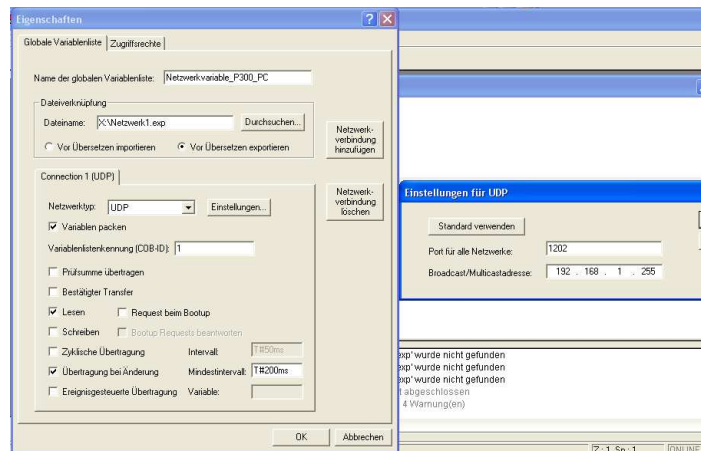 Eigenschaften
Globale Variablenliste
Zugriffsrechte
Name der globalen Variablenliste:
Netzwerkvariable_P300_PC
Dateiverknüpfung
Dateiname:
X:\Netzwerk1.exp
Durchsuchen...
Vor Übersetzen importieren
Vor Übersetzen exportieren
Netzwerk-
verbindung
hinzufügen
Netzwerk-
verbindung
löschen
Connection 1 (UDP)
Netzwerktyp:
UDP
Einstellungen...
Variablen packen
Variablenlistenkennung (COB-ID):
1
Prüfsumme übertragen
Bestätigter Transfer
Lesen
Request beim Bootup
Schreiben
Bootup Requests beantworten
Zyklische Übertragung
Intervall:
T#50ms
Übertragung bei Änderung
Mindestintervall:
T#200ms
Ereignisgesteuerte Übertragung
Variable:
OK
Abbrechen
Einstellungen für UDP
Standard verwenden
Port für alle Netzwerke:
1202
Broadcast/Multicastadresse:
192 . 168 . 1 . 255
exp' wurde nicht gefunden
exp' wurde nicht gefunden
exp' wurde nicht gefunden
t abgeschlossen
4 Warnung(en)
Z.: 1, Sp.: 1
ONLINE